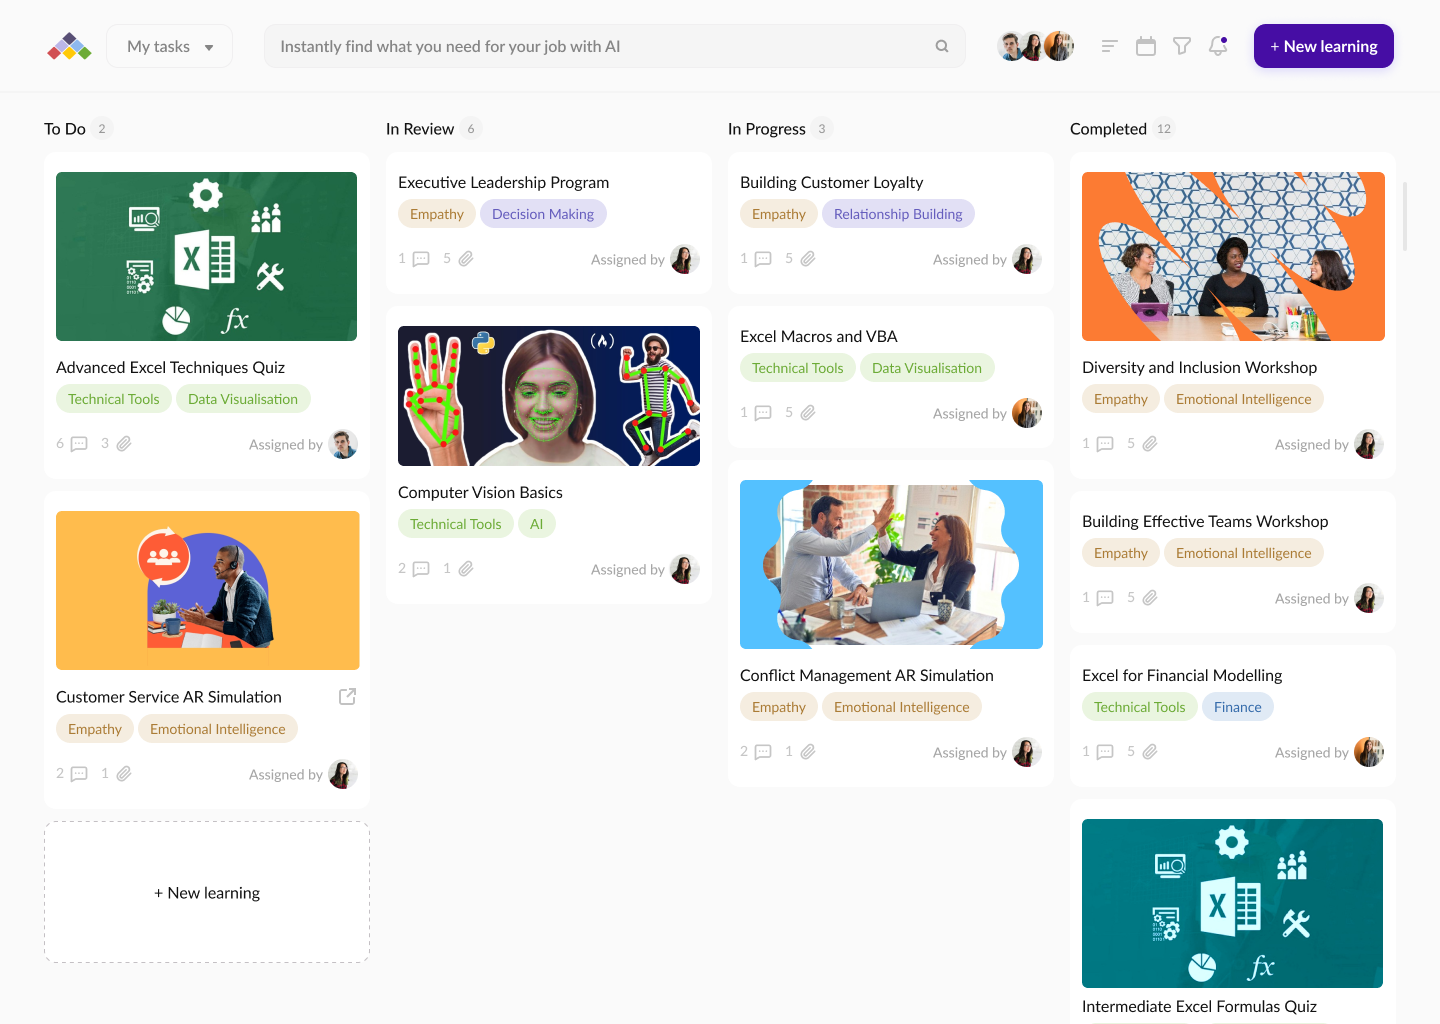 My tasks
Instantly find what you need for your job with AI
+ New learning
To Do 2
Advanced Excel Techniques Quiz
Technical Tools Data Visualisation
6 3 Assigned by
Customer Service AR Simulation
Empathy Emotional Intelligence
2 1 Assigned by
+ New learning
In Review 6
Executive Leadership Program
Empathy Decision Making
1 5 Assigned by
Computer Vision Basics
Technical Tools AI
2 1 Assigned by
In Progress 3
Building Customer Loyalty
Empathy Relationship Building
1 5 Assigned by
Excel Macros and VBA
Technical Tools Data Visualisation
1 5 Assigned by
Conflict Management AR Simulation
Empathy Emotional Intelligence
2 1 Assigned by
Completed 12
Diversity and Inclusion Workshop
Empathy Emotional Intelligence
1 5 Assigned by
Building Effective Teams Workshop
Empathy Emotional Intelligence
1 5 Assigned by
Excel for Financial Modelling
Technical Tools Finance
1 5 Assigned by
X
fx
Intermediate Excel Formulas Quiz